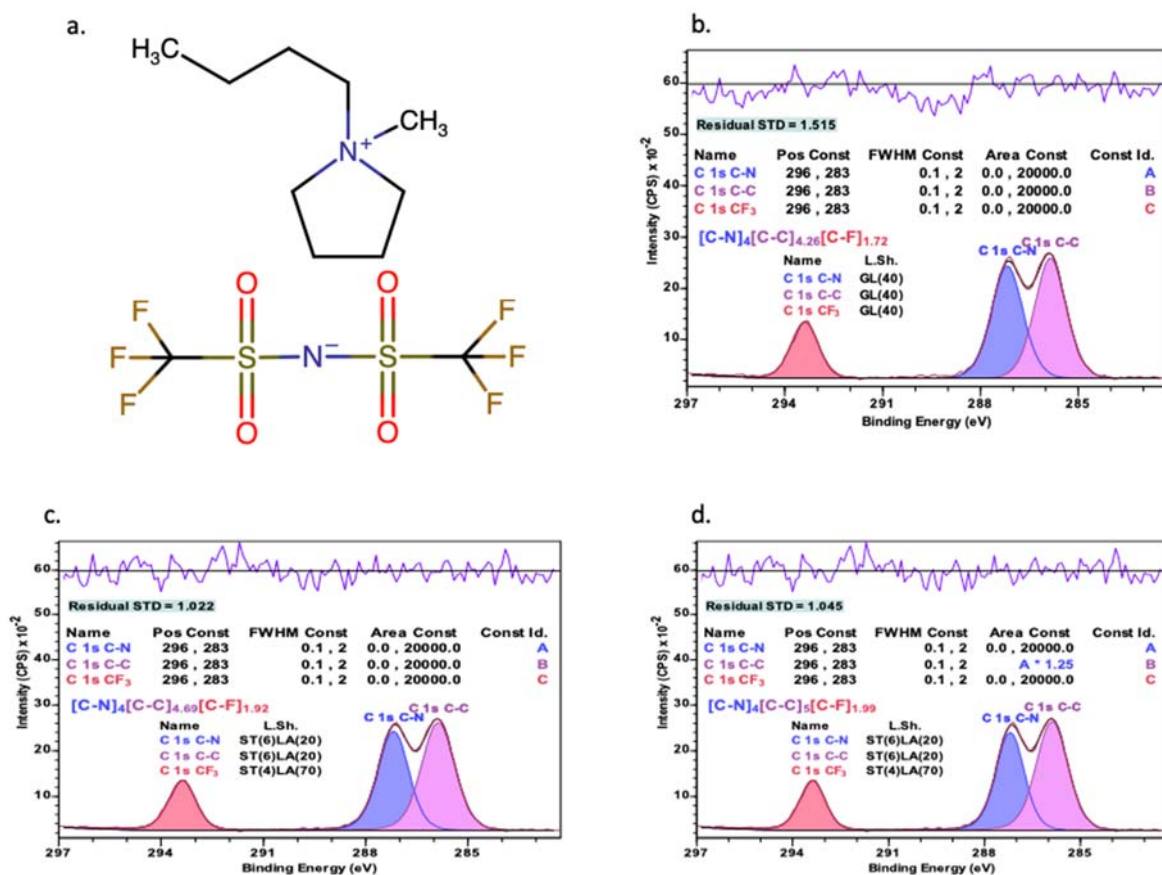 a.
H₃C
CH₃
N⁺
O O
F F
F S N⁻ S F
F F
O O
b.
Residual STD = 1.515
Name Pos Const FWHM Const Area Const Const Id.
C 1s C-N 296 , 283 0.1 , 2 0.0 , 20000.0 A
C 1s C-C 296 , 283 0.1 , 2 0.0 , 20000.0 B
C 1s CF₃ 296 , 283 0.1 , 2 0.0 , 20000.0 C
[C-N]₄[C-C]₄.₂₆[C-F]₁.₇₂
Name L.Sh.
C 1s C-N GL(40)
C 1s C-C GL(40)
C 1s CF₃ GL(40)
C 1s C-N
C 1s C-C
Intensity (CPS) x 10⁻²
60
50
40
30
20
10
297 294 291 288 285
Binding Energy (eV)
c.
Residual STD = 1.022
Name Pos Const FWHM Const Area Const Const Id.
C 1s C-N 296 , 283 0.1 , 2 0.0 , 20000.0 A
C 1s C-C 296 , 283 0.1 , 2 0.0 , 20000.0 B
C 1s CF₃ 296 , 283 0.1 , 2 0.0 , 20000.0 C
[C-N]₄[C-C]₄.₆₉[C-F]₁.₉₂
Name L.Sh.
C 1s C-N ST(6)LA(20)
C 1s C-C ST(6)LA(20)
C 1s CF₃ ST(4)LA(70)
C 1s C-N
C 1s C-C
Intensity (CPS) x 10⁻²
60
50
40
30
20
10
297 294 291 288 285
Binding Energy (eV)
d.
Residual STD = 1.045
Name Pos Const FWHM Const Area Const Const Id.
C 1s C-N 296 , 283 0.1 , 2 0.0 , 20000.0 A
C 1s C-C 296 , 283 0.1 , 2 A * 1.25 B
C 1s CF₃ 296 , 283 0.1 , 2 0.0 , 20000.0 C
[C-N]₄[C-C]₅[C-F]₁.₉₉
Name L.Sh.
C 1s C-N ST(6)LA(20)
C 1s C-C ST(6)LA(20)
C 1s CF₃ ST(4)LA(70)
C 1s C-N
C 1s C-C
Intensity (CPS) x 10⁻²
60
50
40
30
20
10
297 294 291 288 285
Binding Energy (eV)